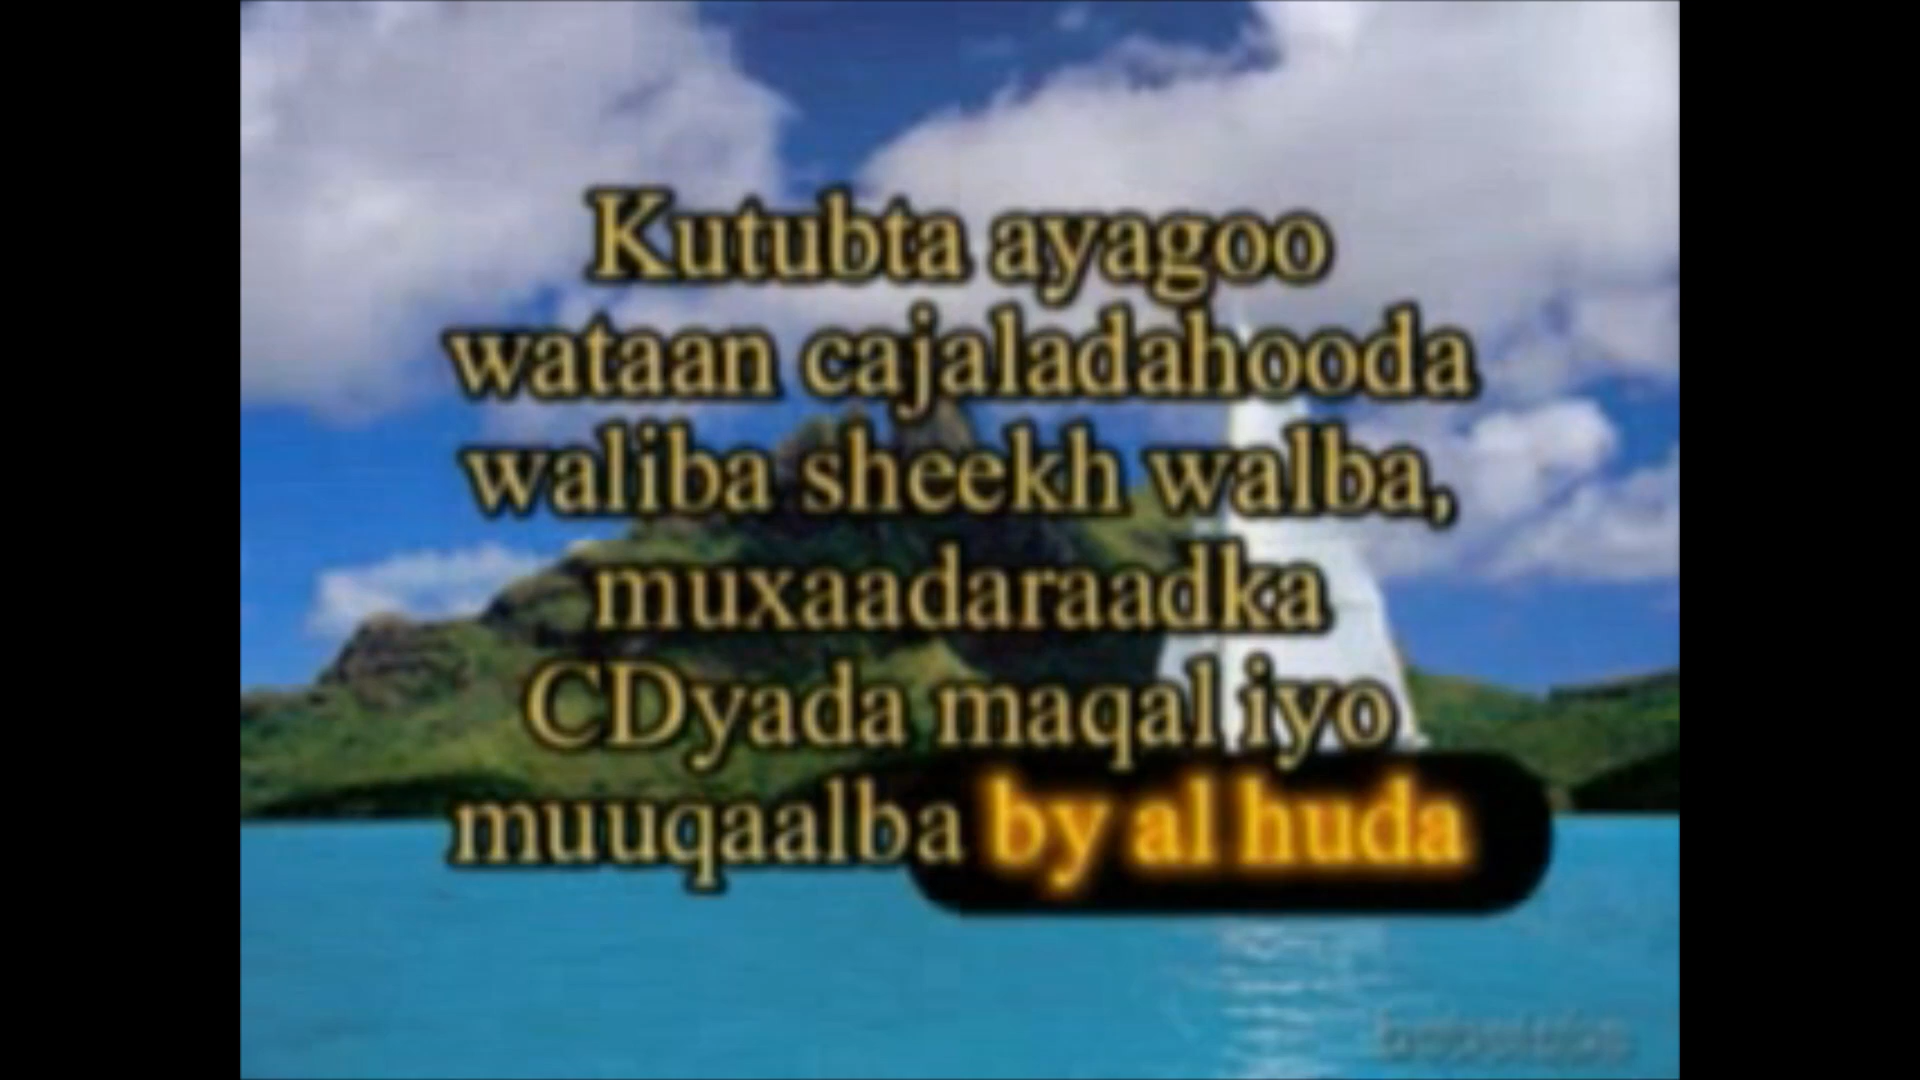 Kutubta ayagoo
wataan cajaladahooda
waliba sheekh walba,
muxaadaraadka
CDyada maqal iyo
muuqaalba by al huda